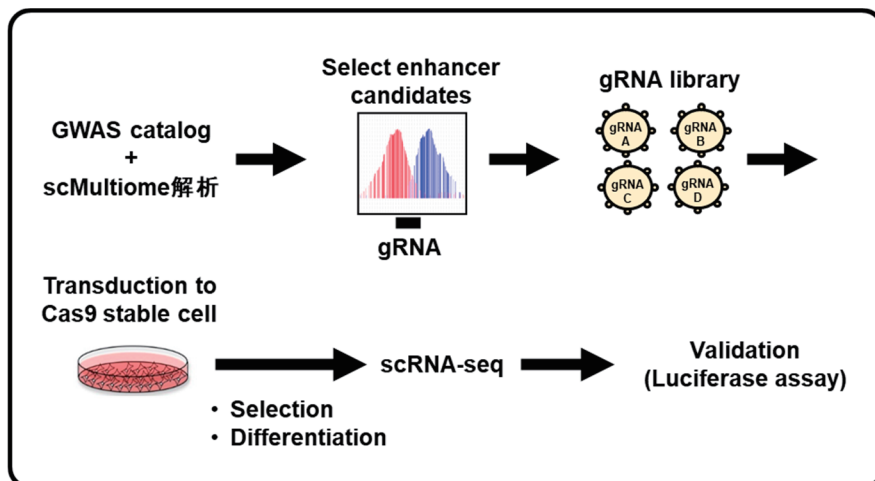 GWAS catalog
+
scMultiome解析
Select enhancer
candidates
gRNA
gRNA library
gRNA
A
gRNA
B
gRNA
C
gRNA
D
Transduction to
Cas9 stable cell
• Selection
• Differentiation
scRNA-seq
Validation
(Luciferase assay)